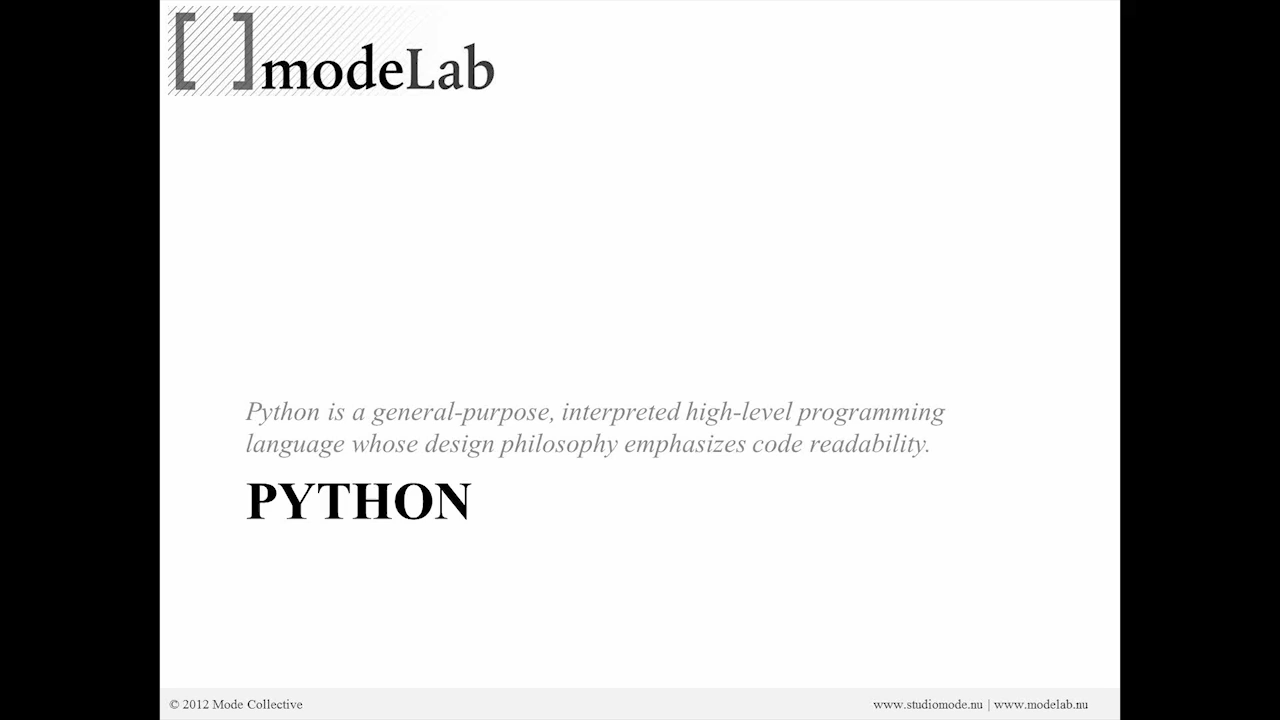 [ ]modeLab
Python is a general-purpose, interpreted high-level programming
language whose design philosophy emphasizes code readability.
PYTHON
© 2012 Mode Collective
www.studiomode.nu | www.modelab.nu